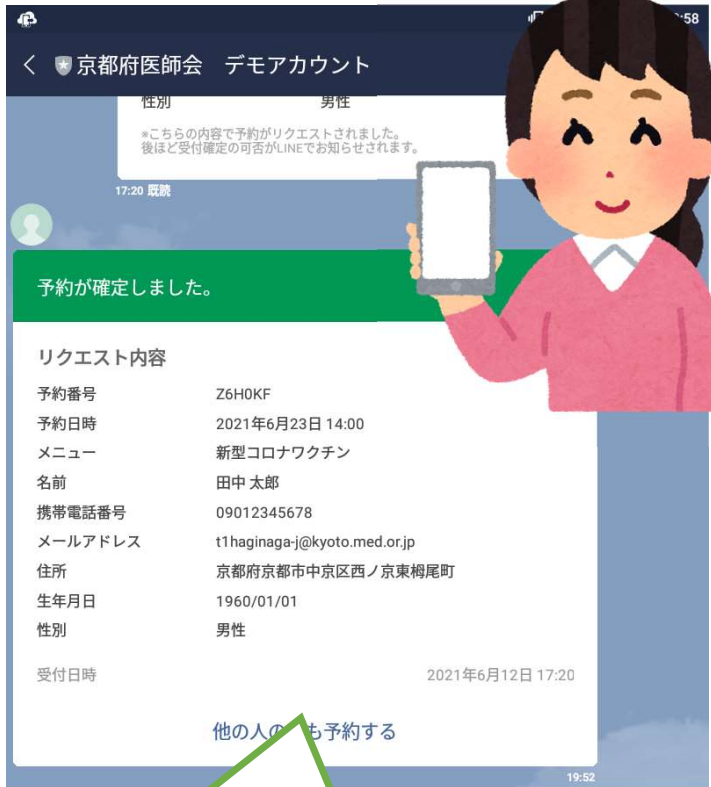 :58
京都府医師会 デモアカウント
性別 男性
*こちらの内容で予約がリクエストされました。
後ほど受付確定の可否がLINEでお知らせされます。
17:20 既読
予約が確定しました。
リクエスト内容
予約番号 Z6H0KF
予約日時 2021年6月23日 14:00
メニュー 新型コロナワクチン
名前 田中 太郎
携帯電話番号 09012345678
メールアドレス t1haginaga-j@kyoto.med.or.jp
住所 京都府京都市中京区西ノ京東栂尾町
生年月日 1960/01/01
性別 男性
受付日時 2021年6月12日 17:20
他の人の も予約する
19:52